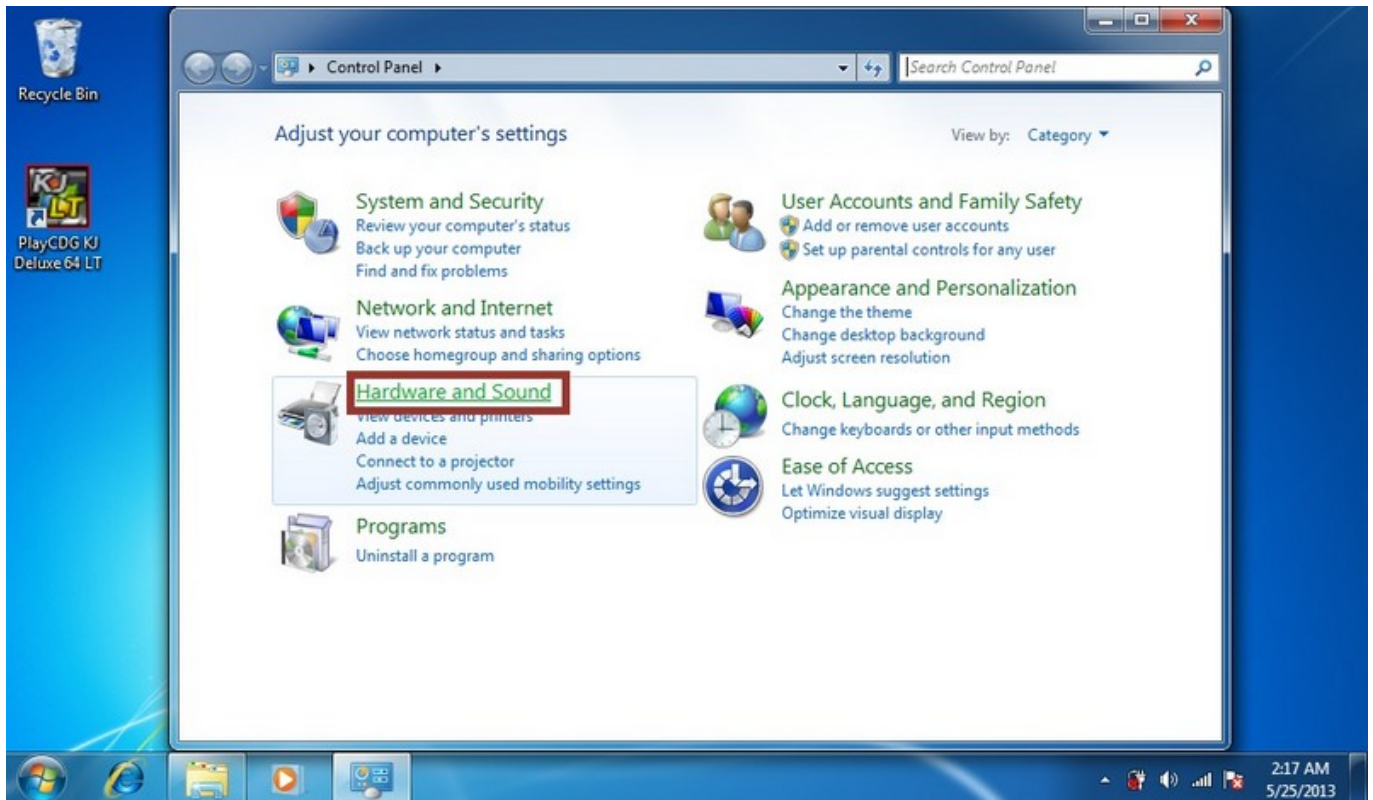 Recycle Bin
KJ
LT
PlayCDG KJ
Deluxe 64 LT
Control Panel
Search Control Panel
Adjust your computer's settings
View by: Category
System and Security
Review your computer's status
Back up your computer
Find and fix problems
Network and Internet
View network status and tasks
Choose homegroup and sharing options
Hardware and Sound
View devices and printers
Add a device
Connect to a projector
Adjust commonly used mobility settings
Programs
Uninstall a program
User Accounts and Family Safety
Add or remove user accounts
Set up parental controls for any user
Appearance and Personalization
Change the theme
Change desktop background
Adjust screen resolution
Clock, Language, and Region
Change keyboards or other input methods
Ease of Access
Let Windows suggest settings
Optimize visual display
2:17 AM
5/25/2013